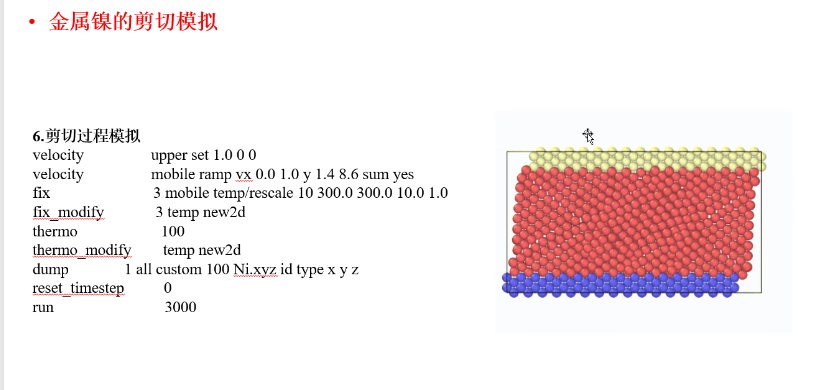 • 金属镍的剪切模拟
6.剪切过程模拟
velocity upper set 1.0 0 0
velocity mobile ramp vx 0.0 1.0 y 1.4 8.6 sum yes
fix 3 mobile temp/rescale 10 300.0 300.0 10.0 1.0
fix_modify 3 temp new2d
thermo 100
thermo_modify temp new2d
dump 1 all custom 100 Ni.xyz id type x y z
reset_timestep 0
run 3000